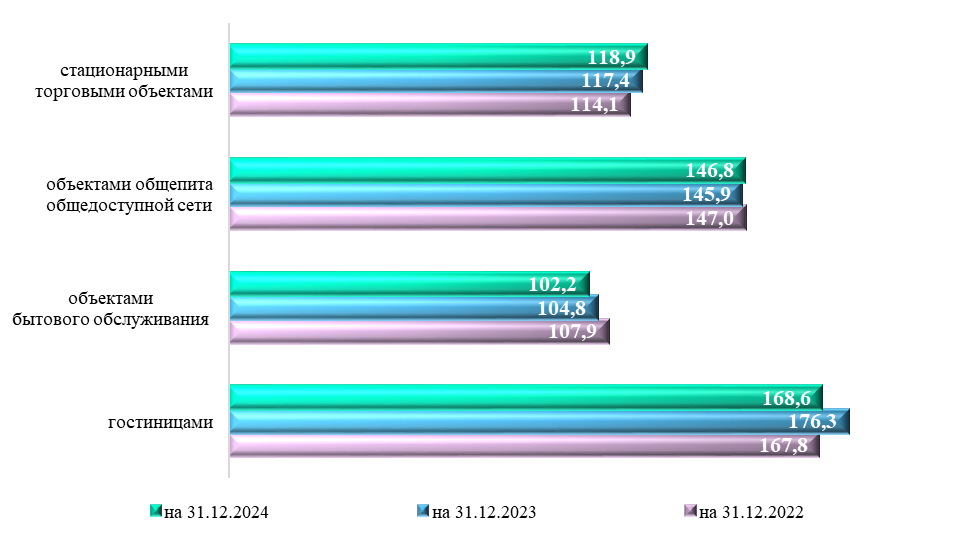 118,9
стационарными
торговыми объектами
117,4
114,1
146,8
объектами общепита
общедоступной сети
145,9
147,0
102,2
объектами
бытового обслуживания
104,8
107,9
168,6
гостиницами
176,3
167,8
на 31.12.2024 на 31.12.2023 на 31.12.2022